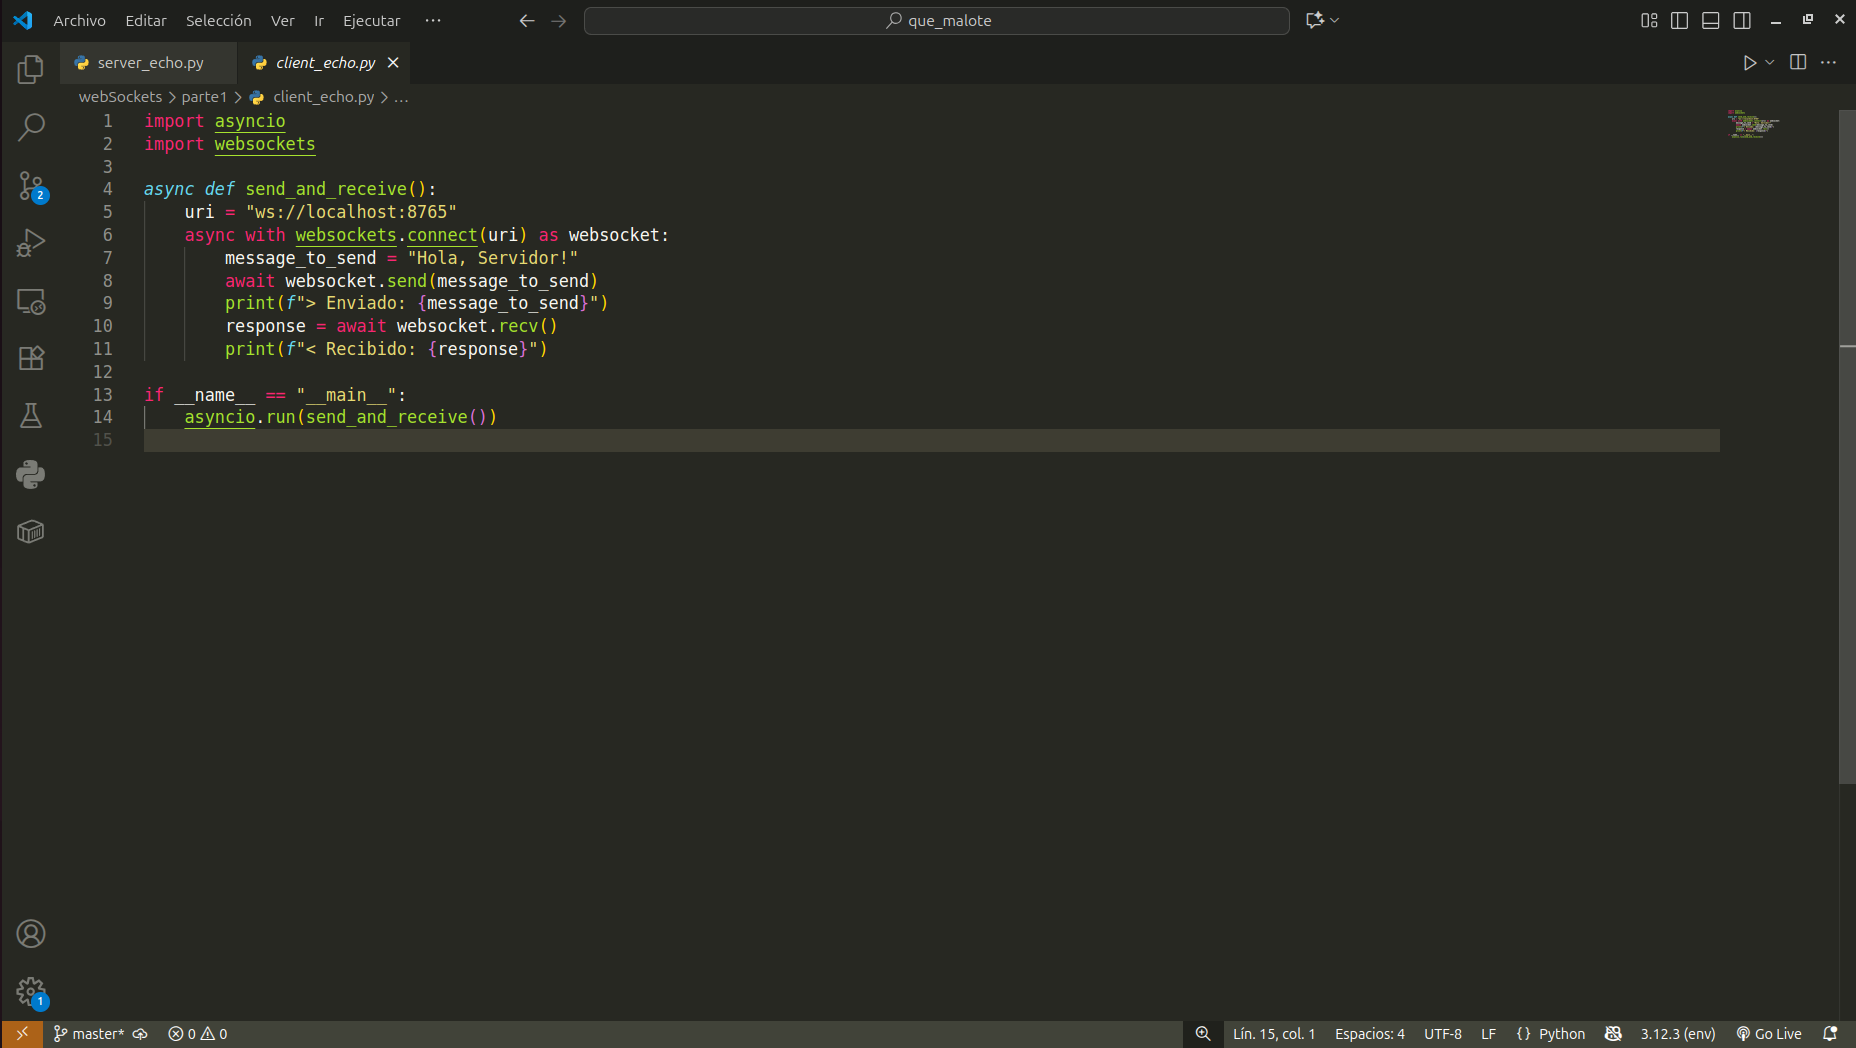 Archivo Editar Selección Ver Ir Ejecutar ··· que_malote
server_echo.py client_echo.py
webSockets > parte1 > client_echo.py > ...
1 import asyncio
2 import websockets
3
4 async def send_and_receive():
5     uri = "ws://localhost:8765"
6     async with websockets.connect(uri) as websocket:
7         message_to_send = "Hola, Servidor!"
8         await websocket.send(message_to_send)
9         print(f"> Enviado: {message_to_send}")
10         response = await websocket.recv()
11         print(f"< Recibido: {response}")
12
13 if __name__ == "__main__":
14     asyncio.run(send_and_receive())
15
2
1
master* 0 0 Lín. 15, col. 1 Espacios: 4 UTF-8 LF {} Python 3.12.3 (env) Go Live